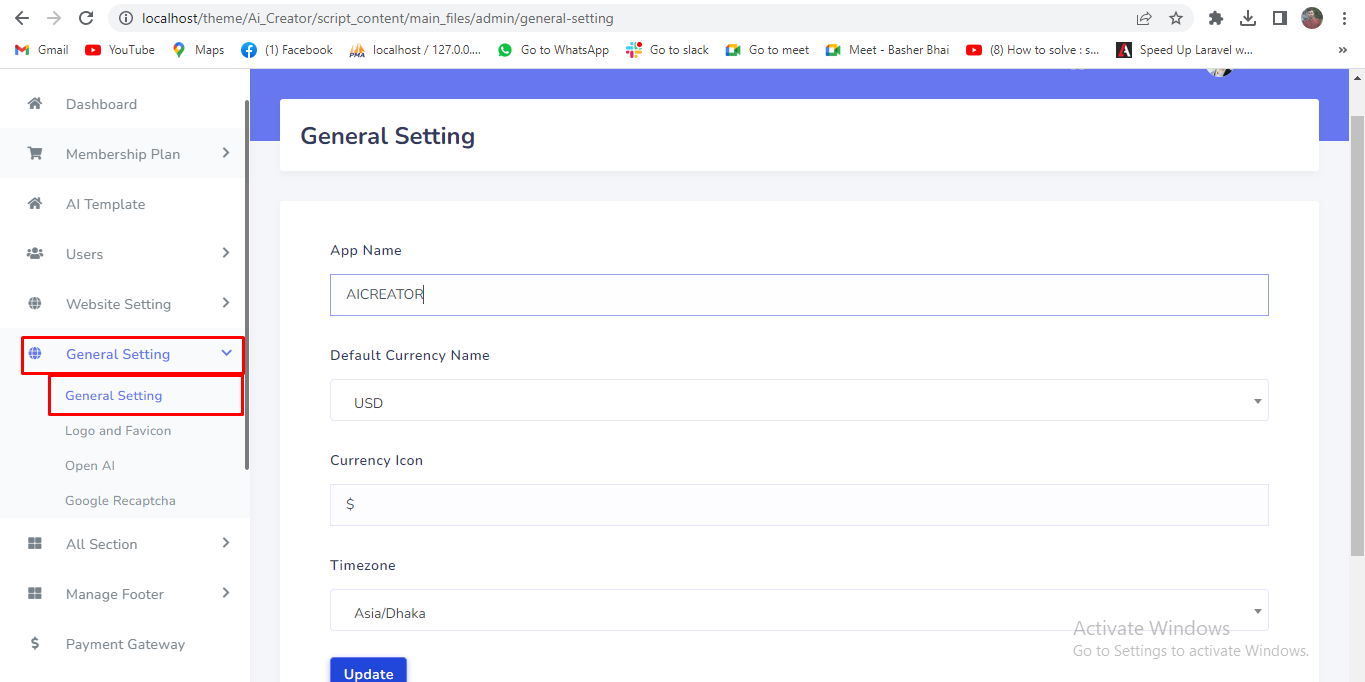 localhost/theme/Ai_Creator/script_content/main_files/admin/general-setting
Gmail YouTube Maps (1) Facebook localhost / 127.0.0.... Go to WhatsApp Go to slack Go to meet Meet - Basher Bhai (8) How to solve : s... Speed Up Laravel w... »
Dashboard
Membership Plan
AI Template
Users
Website Setting
General Setting
General Setting
Logo and Favicon
Open AI
Google Recaptcha
All Section
Manage Footer
Payment Gateway
General Setting
App Name
AICREATOR
Default Currency Name
USD
Currency Icon
$
Timezone
Asia/Dhaka
Update
Activate Windows
Go to Settings to activate Windows.